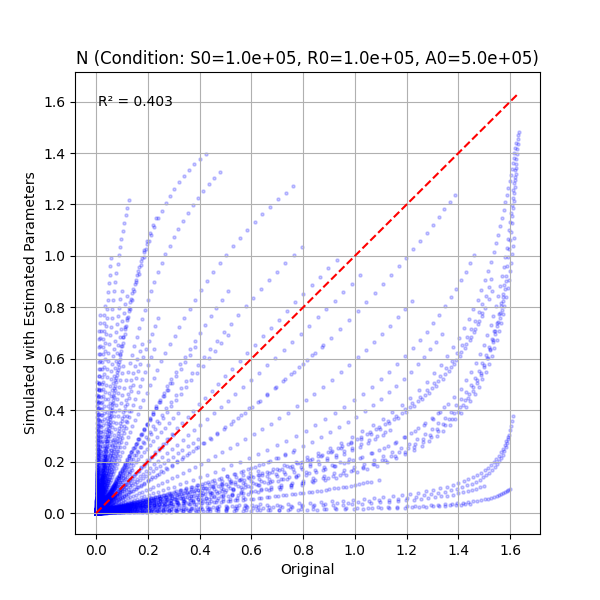 N (Condition: S0=1.0e+05, R0=1.0e+05, A0=5.0e+05)
R² = 0.403
1.6
1.4
1.2
1.0
0.8
0.6
0.4
0.2
0.0
Simulated with Estimated Parameters
0.0 0.2 0.4 0.6 0.8 1.0 1.2 1.4 1.6
Original